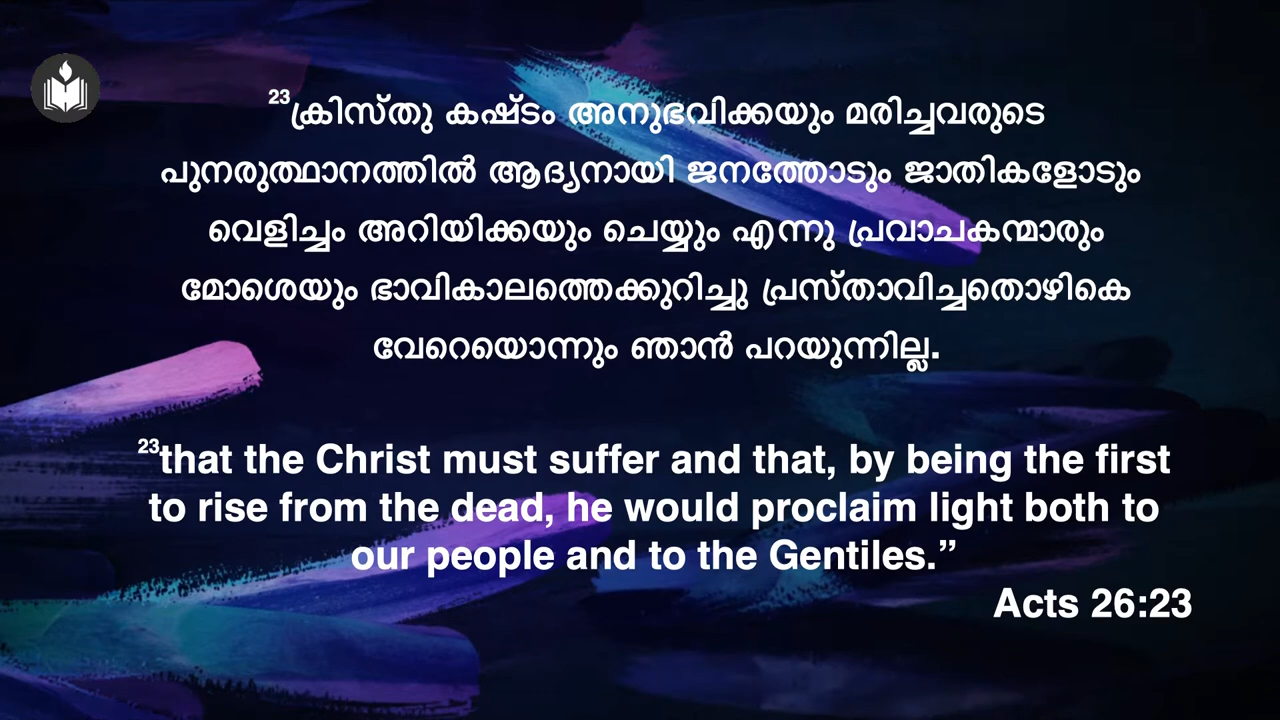 23ക്രിസ്തു കഷ്ടം അനുഭവിക്കയും മരിച്ചവരുടെ
പുനരുത്ഥാനത്തിൽ ആദ്യനായി ജനത്തോടും ജാതികളോടും
വെളിച്ചം അറിയിക്കയും ചെയ്യും എന്നു പ്രവാചകന്മാരും
മോശെയും ഭാവികാലത്തെക്കുറിച്ചു പ്രസ്താവിച്ചതൊഴികെ
വേറെയൊന്നും ഞാൻ പറയുന്നില്ല.
23that the Christ must suffer and that, by being the first
to rise from the dead, he would proclaim light both to
our people and to the Gentiles.”
Acts 26:23